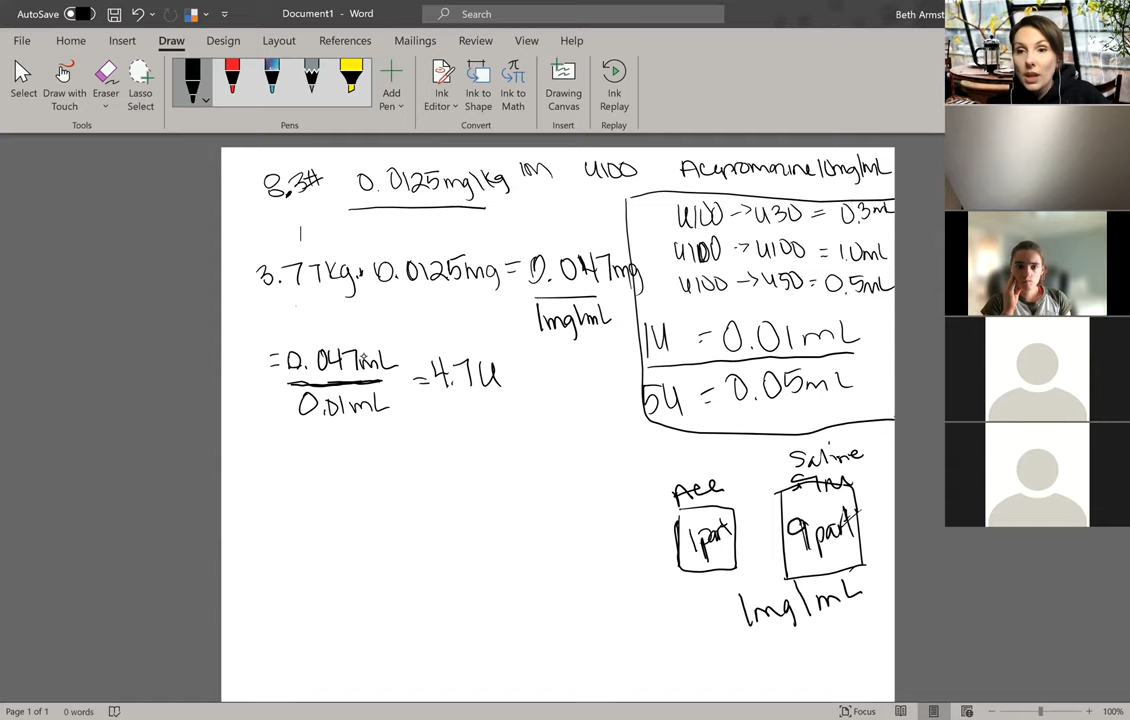 AutoSave Off
Document1 - Word
Search
Beth Armst
File Home Insert Draw Design Layout References Mailings Review View Help
Select
Draw with Touch
Eraser
Lasso Select
Add Pen
Ink Editor
Ink to Shape
Ink to Math
Drawing Canvas
Ink Replay
Tools Pens Convert Insert Replay
8.3# 0.0125mg/kg IM U100 Acepromazine 10mg/mL
U100 → U30 = 0.3mL
U100 → U100 = 1.0mL
U100 → U50 = 0.5mL
1U = 0.01mL
5U = 0.05mL
3.77kg · 0.0125mg = 0.047mg
1mg/mL
= 0.047mL
0.01mL
= 4.7U
Saline
Ace
1part
9part
1mg/mL
Page 1 of 1 0 words
Focus
100%